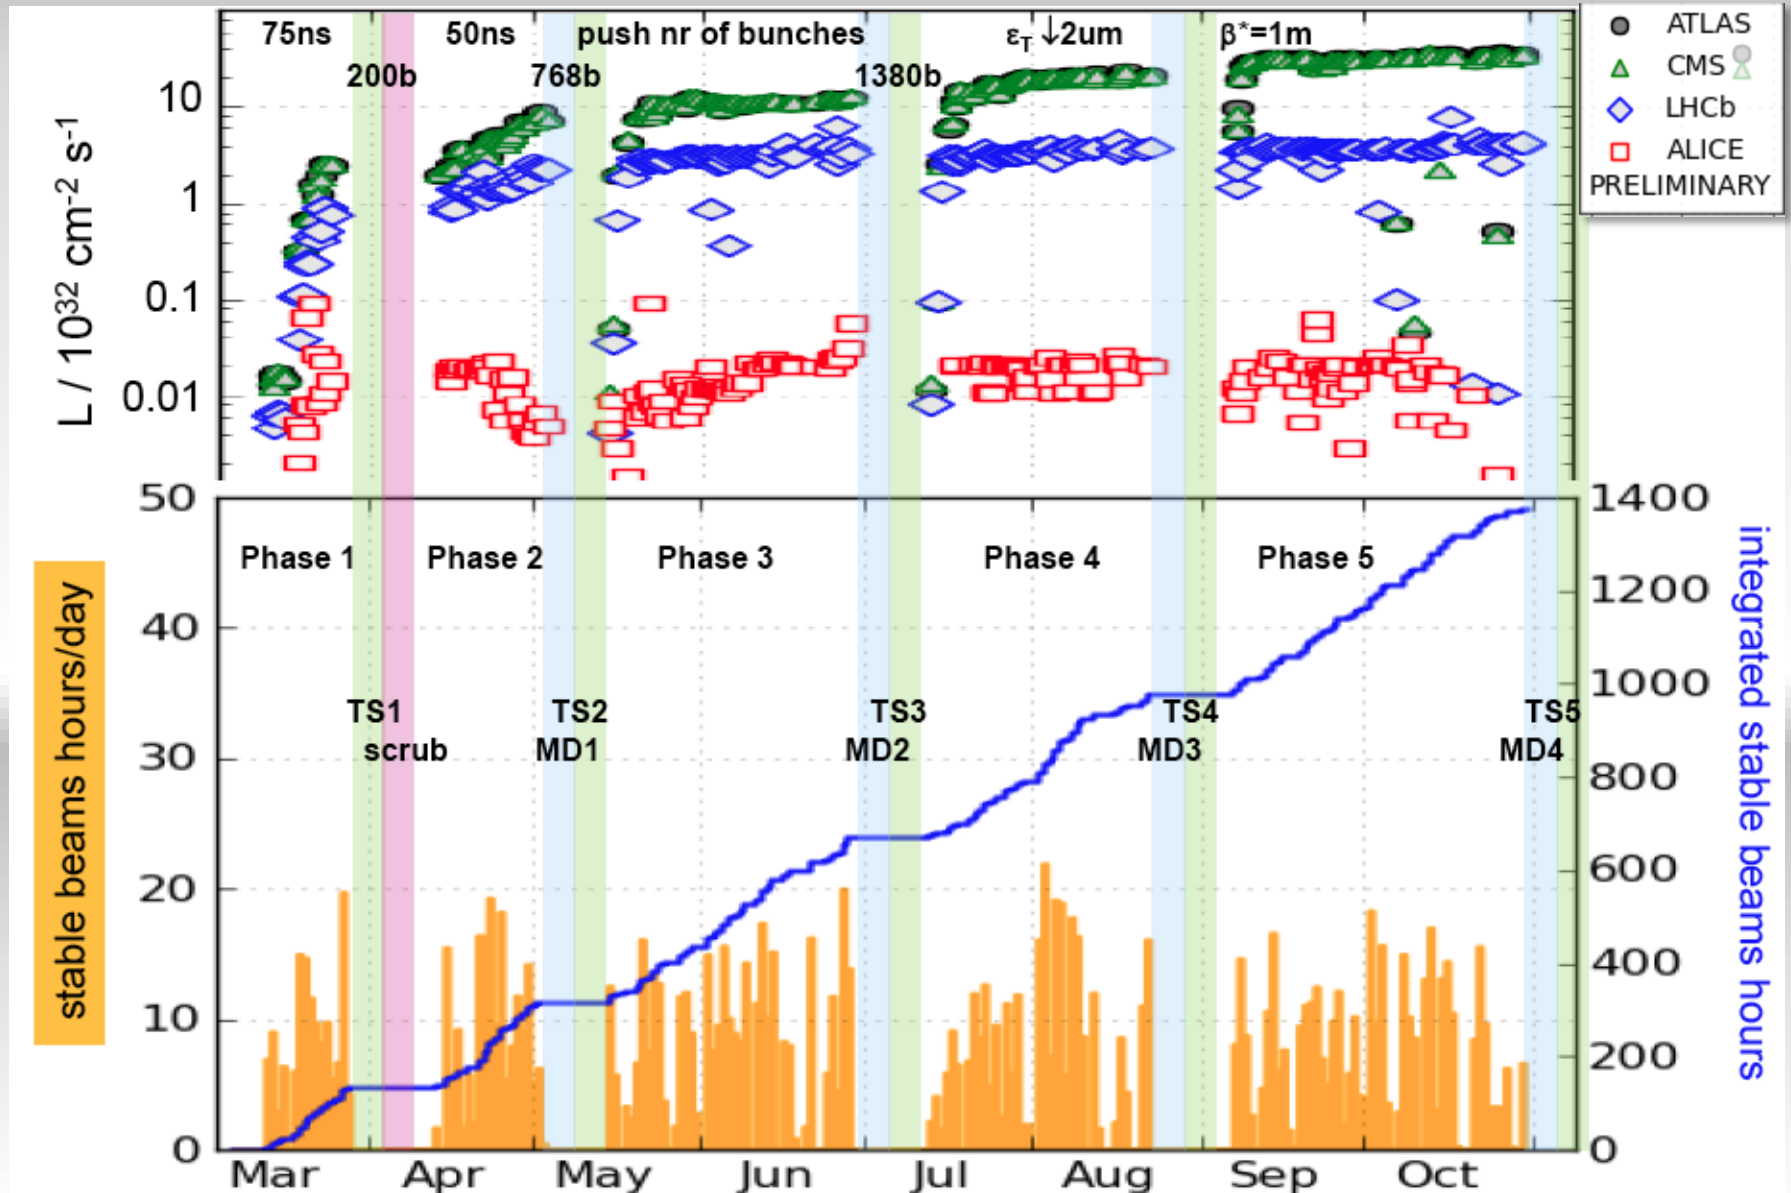 75ns 50ns push nr of bunches εT ↓2um β*=1m
200b 768b 1380b
ATLAS
CMS
LHCb
ALICE
PRELIMINARY
L / 10³² cm⁻² s⁻¹
10
1
0.1
0.01
50
40
30
20
10
0
stable beams hours/day
Phase 1 Phase 2 Phase 3 Phase 4 Phase 5
TS1 TS2 TS3 TS4 TS5
scrub MD1 MD2 MD3 MD4
1400
1200
1000
800
600
400
200
0
integrated stable beams hours
Mar Apr May Jun Jul Aug Sep Oct